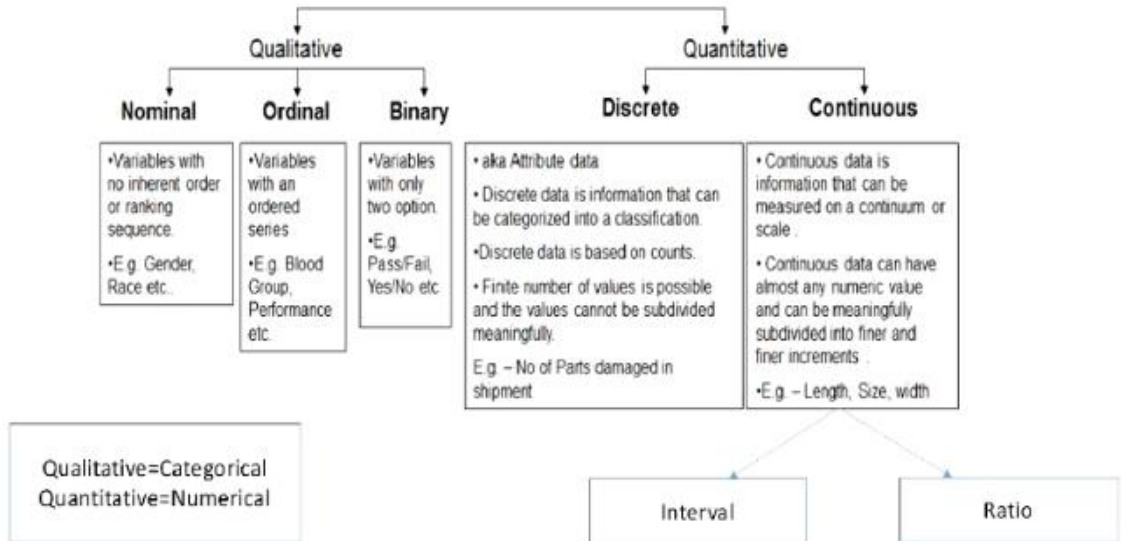 Qualitative
Quantitative
Nominal
Ordinal
Binary
Discrete
Continuous
•Variables with
no inherent order
or ranking
sequence.
•E.g. Gender,
Race etc..
•Variables
with an
ordered
series
•E.g. Blood
Group,
Performance
etc.
•Variables
with only
two option.
•E.g.
Pass/Fail,
Yes/No etc
• aka Attribute data
• Discrete data is information that can
be categorized into a classification.
•Discrete data is based on counts.
• Finite number of values is possible
and the values cannot be subdivided
meaningfully.
E.g. – No of Parts damaged in
shipment
• Continuous data is
information that can be
measured on a continuum or
scale .
• Continuous data can have
almost any numeric value
and can be meaningfully
subdivided into finer and
finer increments .
•E.g. – Length, Size, width
Qualitative=Categorical
Quantitative=Numerical
Interval
Ratio